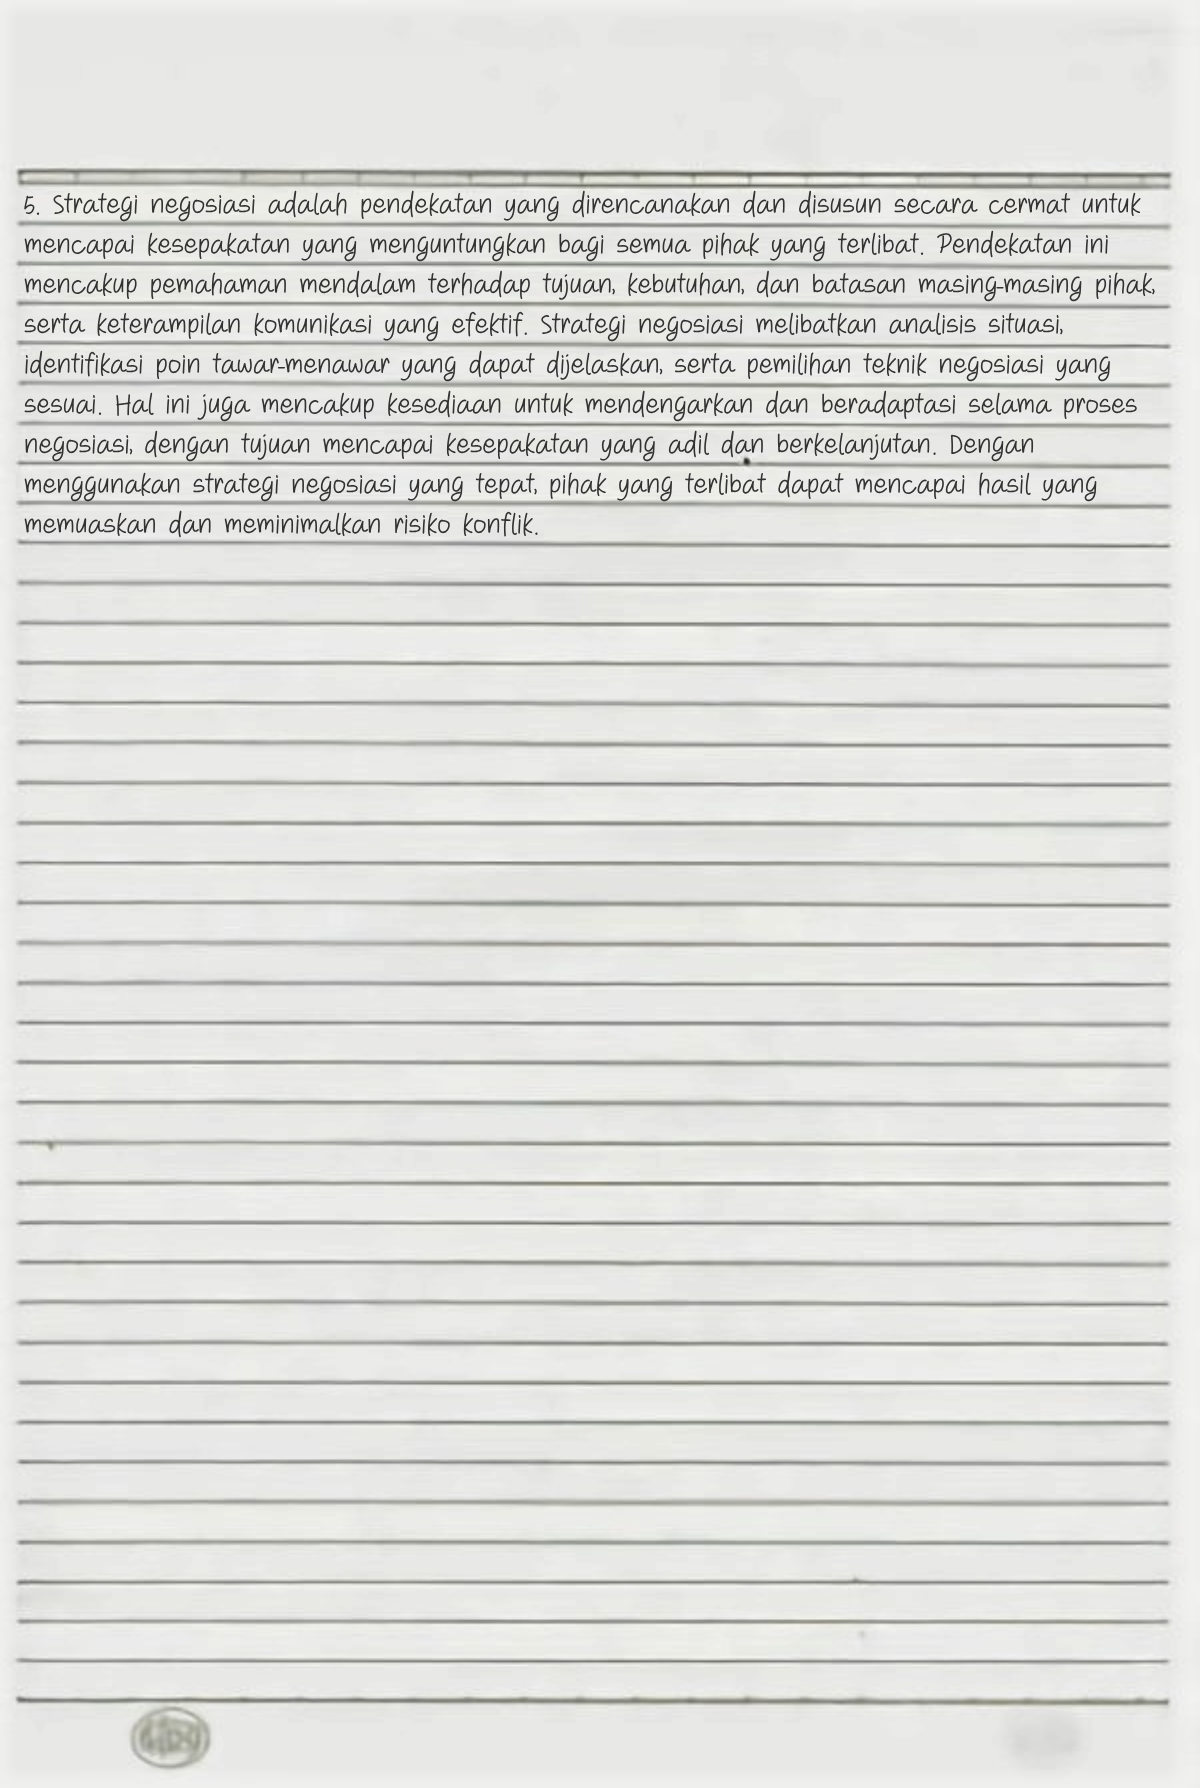 5. Strategi negosiasi adalah pendekatan yang direncanakan dan disusun secara cermat untuk
mencapai kesepakatan yang menguntungkan bagi semua pihak yang terlibat. Pendekatan ini
mencakup pemahaman mendalam terhadap tujuan, kebutuhan, dan batasan masing-masing pihak,
serta keterampilan komunikasi yang efektif. Strategi negosiasi melibatkan analisis situasi,
identifikasi poin tawar-menawar yang dapat dijelaskan, serta pemilihan teknik negosiasi yang
sesuai. Hal ini juga mencakup kesediaan untuk mendengarkan dan beradaptasi selama proses
negosiasi, dengan tujuan mencapai kesepakatan yang adil dan berkelanjutan. Dengan
menggunakan strategi negosiasi yang tepat, pihak yang terlibat dapat mencapai hasil yang
memuaskan dan meminimalkan risiko konflik.